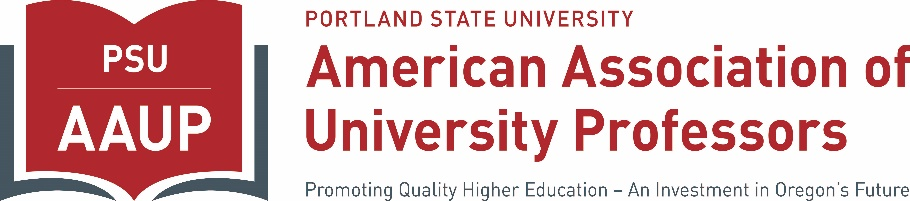 PSU
AAUP
PORTLAND STATE UNIVERSITY
American Association of
University Professors
Promoting Quality Higher Education – An Investment in Oregon's Future